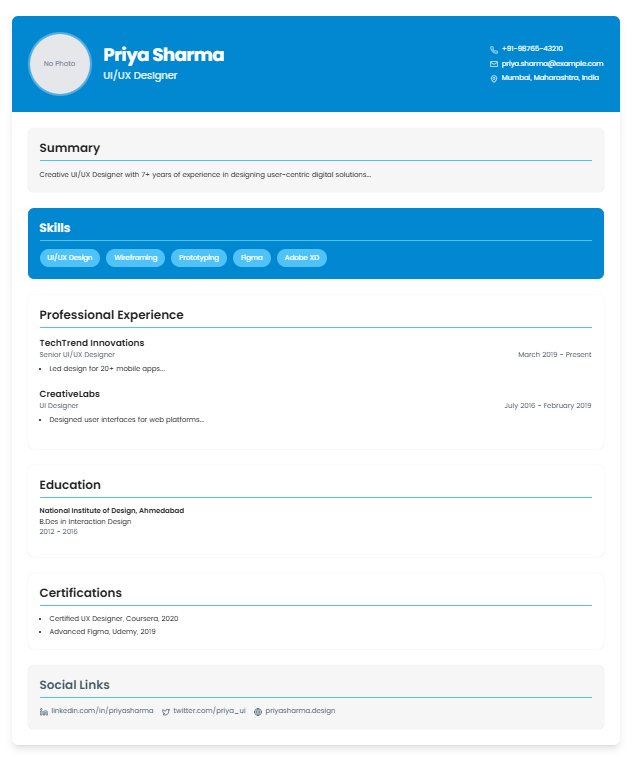 No Photo
Priya Sharma
UI/UX Designer
+91-98765-43210
priya.sharma@example.com
Mumbai, Maharashtra, India
Summary
Creative UI/UX Designer with 7+ years of experience in designing user-centric digital solutions...
Skills
UI/UX Design
Wireframing
Prototyping
Figma
Adobe XD
Professional Experience
TechTrend Innovations
Senior UI/UX Designer
March 2019 – Present
• Led design for 20+ mobile apps...
CreativeLabs
UI Designer
July 2016 – February 2019
• Designed user interfaces for web platforms...
Education
National Institute of Design, Ahmedabad
B.Des in Interaction Design
2012 – 2016
Certifications
• Certified UX Designer, Coursera, 2020
• Advanced Figma, Udemy, 2019
Social Links
linkedin.com/in/priyasharma
twitter.com/priya_ui
priyasharma.design